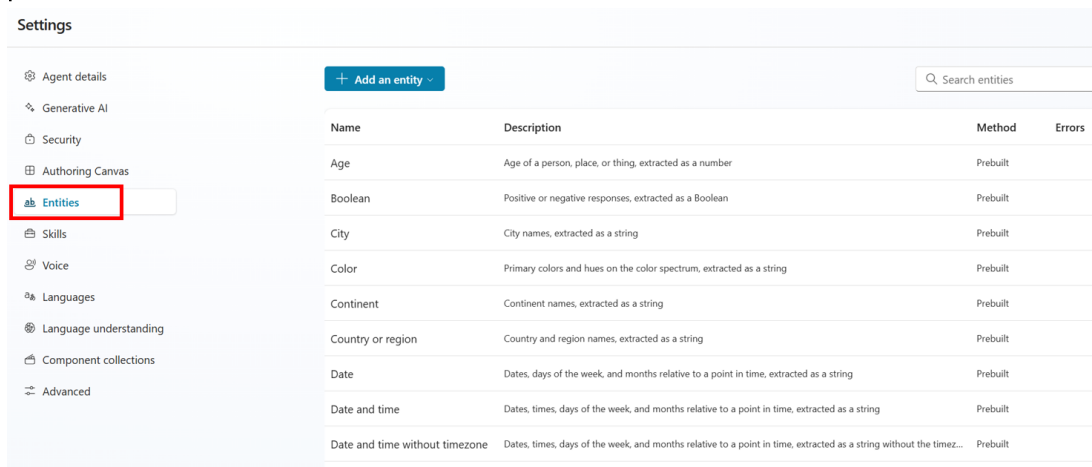 Settings
Agent details
Generative AI
Security
Authoring Canvas
Entities
Skills
Voice
Languages
Language understanding
Component collections
Advanced
Add an entity
Search entities
Name Description Method Errors
Age Age of a person, place, or thing, extracted as a number Prebuilt
Boolean Positive or negative responses, extracted as a Boolean Prebuilt
City City names, extracted as a string Prebuilt
Color Primary colors and hues on the color spectrum, extracted as a string Prebuilt
Continent Continent names, extracted as a string Prebuilt
Country or region Country and region names, extracted as a string Prebuilt
Date Dates, days of the week, and months relative to a point in time, extracted as a string Prebuilt
Date and time Dates, times, days of the week, and months relative to a point in time, extracted as a string Prebuilt
Date and time without timezone Dates, times, days of the week, and months relative to a point in time, extracted as a string without the timez... Prebuilt